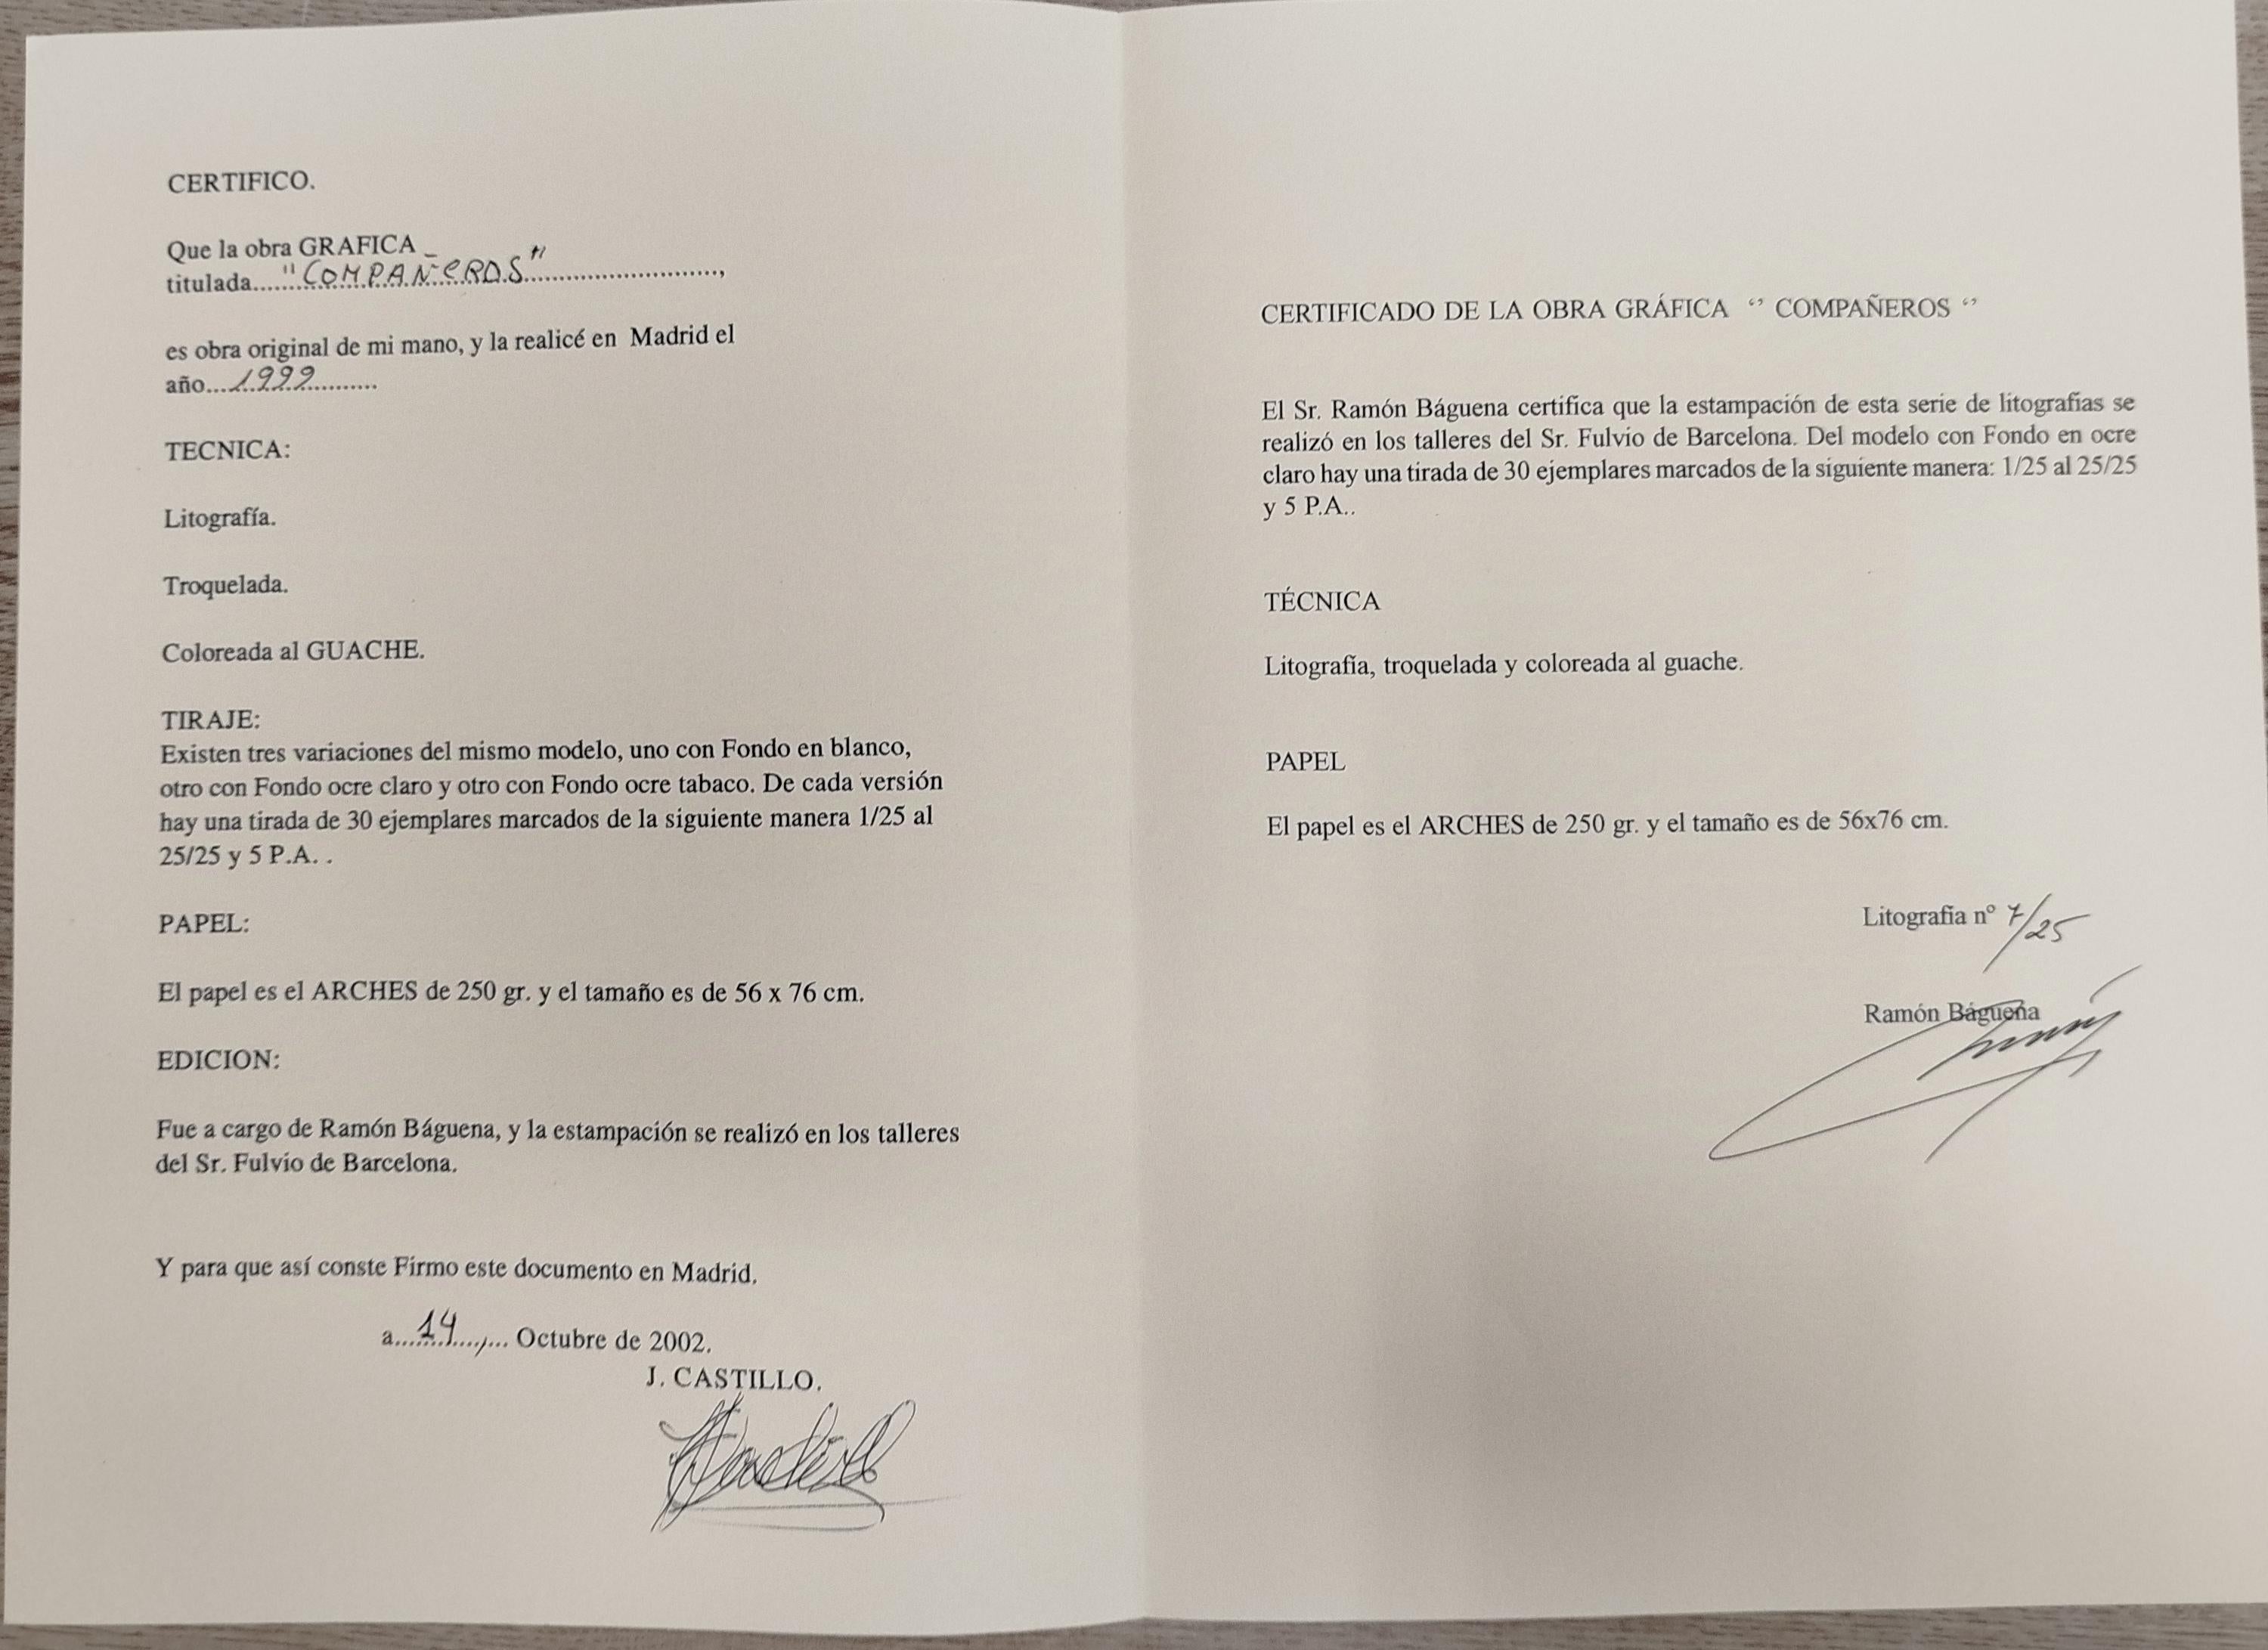 CERTIFICO.
Que la obra GRAFICA
titulada......"COMPAÑEROS"..............................,
es obra original de mi mano, y la realicé en Madrid el
año....1999..........
TECNICA:
Litografía.
Troquelada.
Coloreada al GUACHE.
TIRAJE:
Existen tres variaciones del mismo modelo, uno con Fondo en blanco,
otro con Fondo ocre claro y otro con Fondo ocre tabaco. De cada versión
hay una tirada de 30 ejemplares marcados de la siguiente manera 1/25 al
25/25 y 5 P.A. .
PAPEL:
El papel es el ARCHES de 250 gr. y el tamaño es de 56 x 76 cm.
EDICION:
Fue a cargo de Ramón Báguena, y la estampación se realizó en los talleres
del Sr. Fulvio de Barcelona.
Y para que así conste Firmo este documento en Madrid.
a...14...,... Octubre de 2002.
J. CASTILLO.
CERTIFICADO DE LA OBRA GRÁFICA “ COMPAÑEROS “
El Sr. Ramón Báguena certifica que la estampación de esta serie de litografias se
realizó en los talleres del Sr. Fulvio de Barcelona. Del modelo con Fondo en ocre
claro hay una tirada de 30 ejemplares marcados de la siguiente manera: 1/25 al 25/25
y 5 P.A..
TÉCNICA
Litografía, troquelada y coloreada al guache.
PAPEL
El papel es el ARCHES de 250 gr. y el tamaño es de 56x76 cm.
Litografia nº 7/25
Ramón Báguena